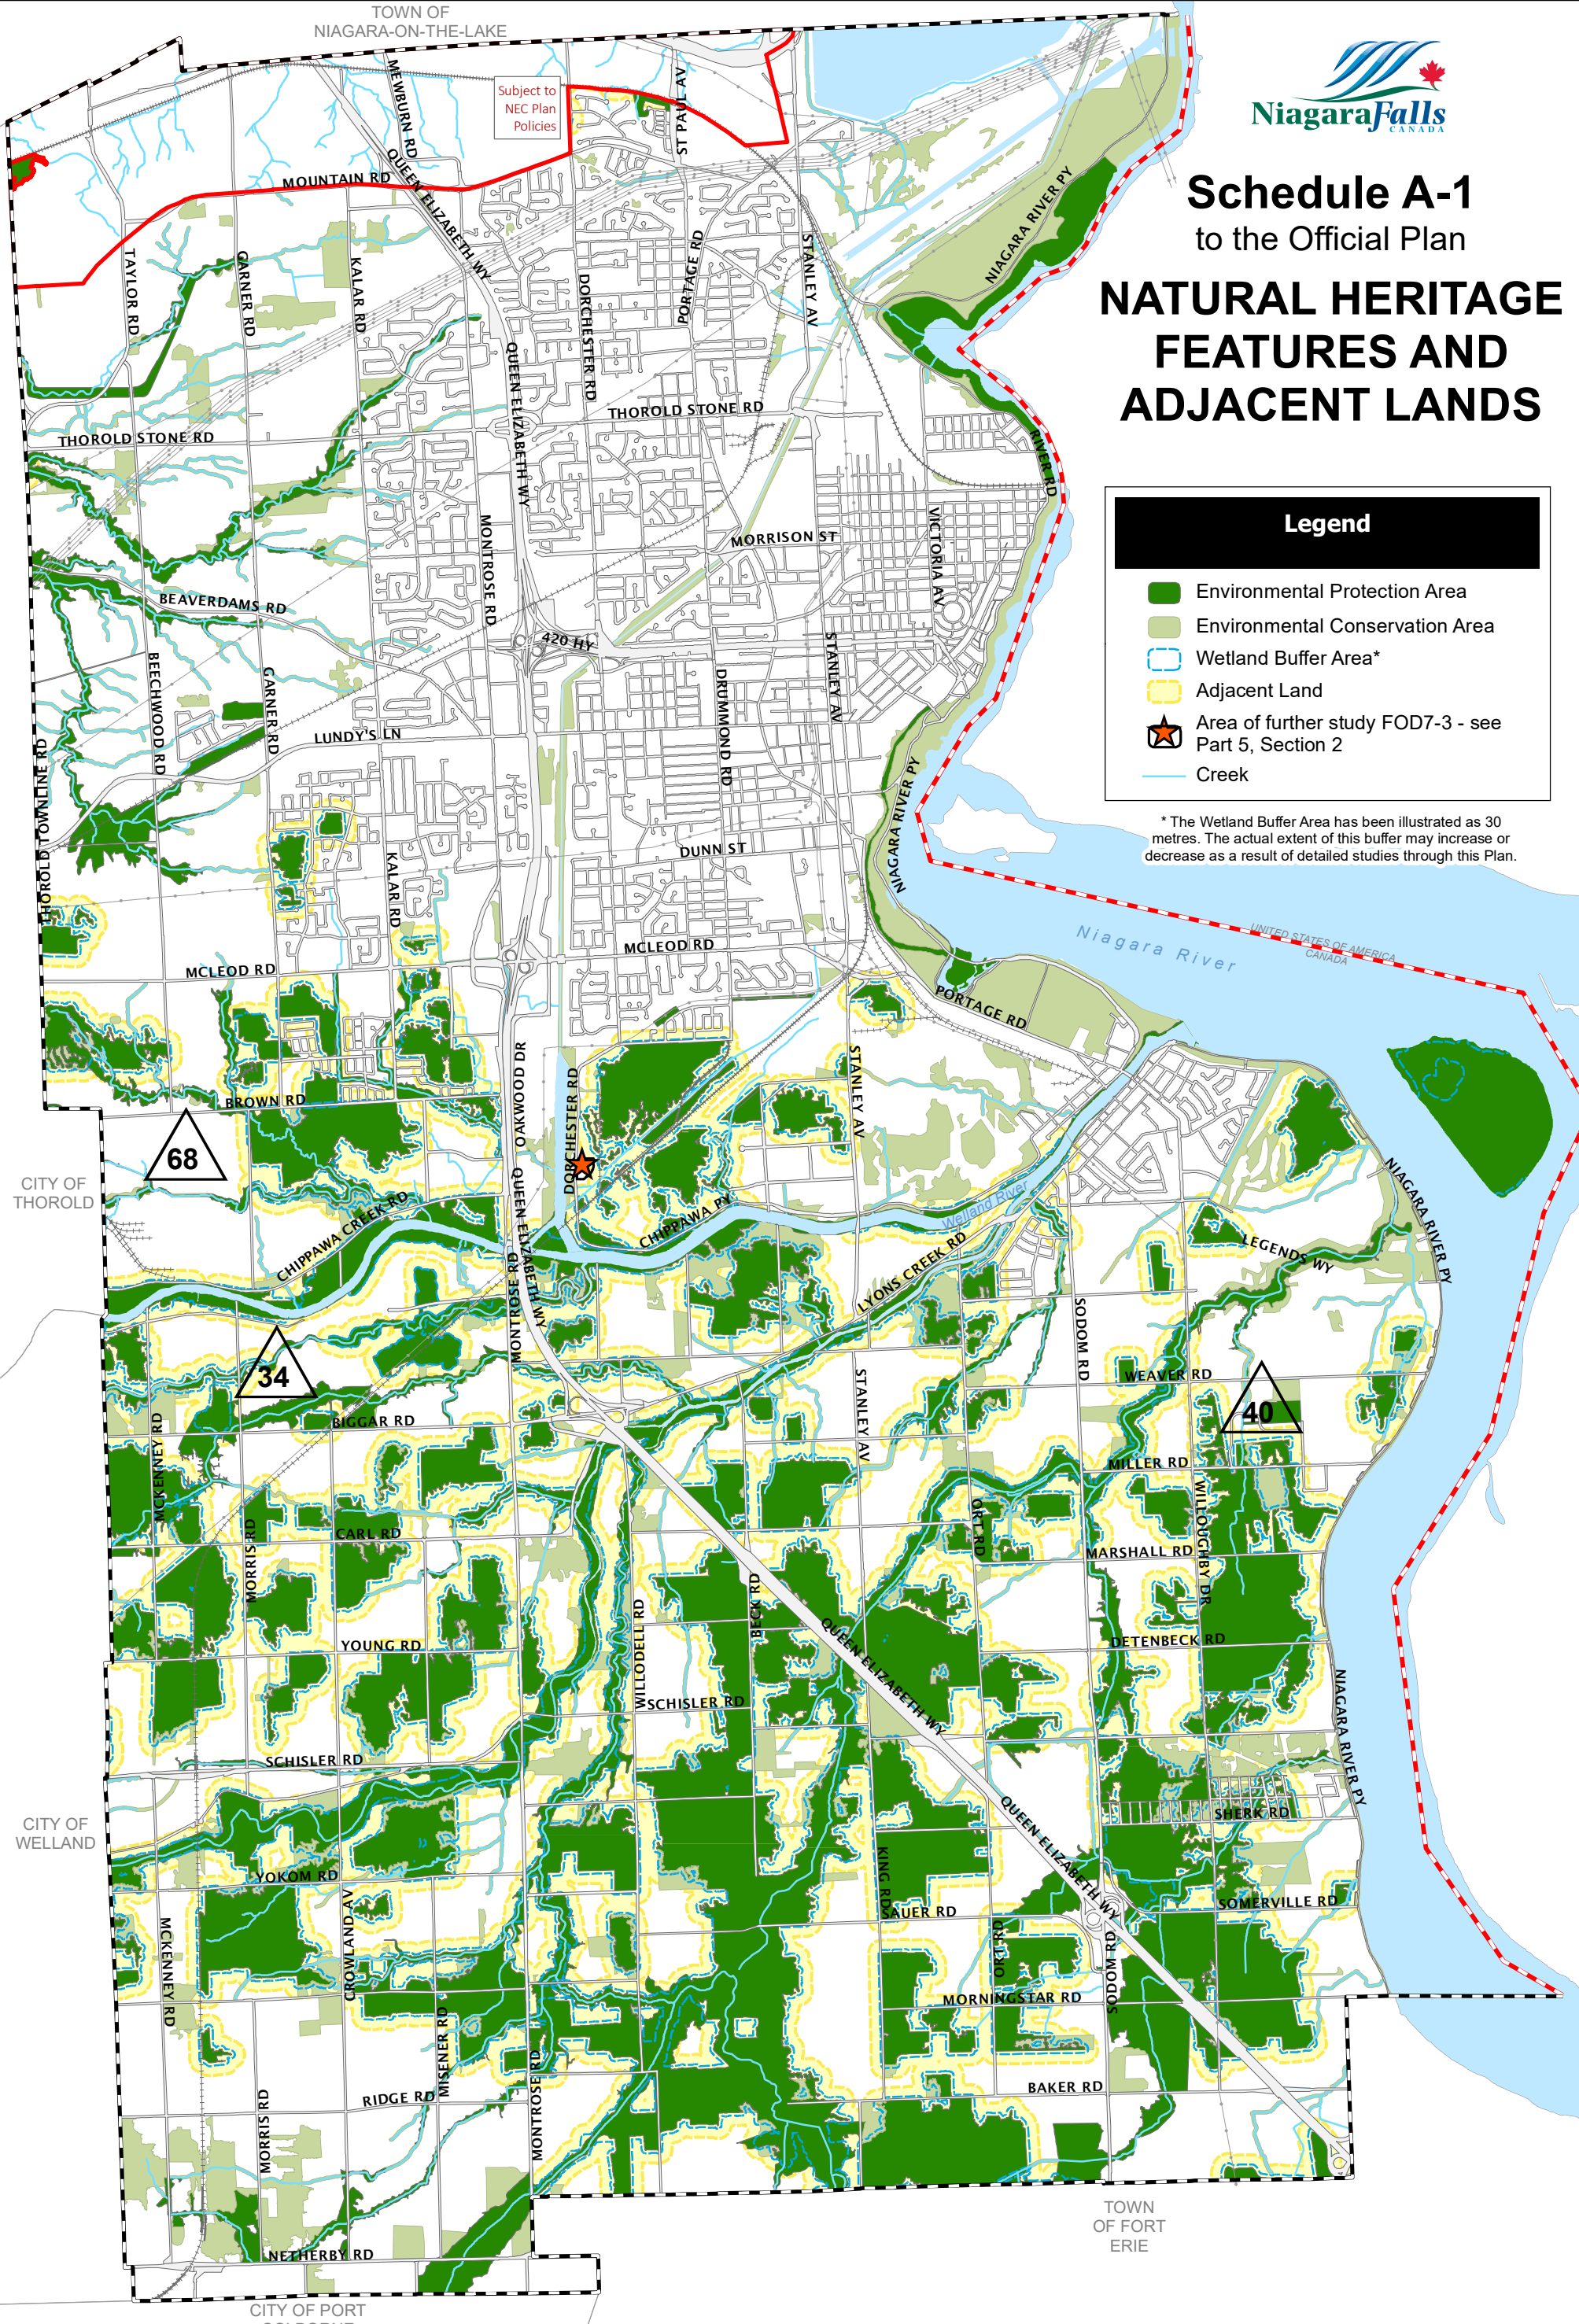 TOWN OF
NIAGARA-ON-THE-LAKE
NiagaraFalls
CANADA
Schedule A-1
to the Official Plan
NATURAL HERITAGE
FEATURES AND
ADJACENT LANDS
Legend
Environmental Protection Area
Environmental Conservation Area
Wetland Buffer Area*
Adjacent Land
Area of further study FOD7-3 - see
Part 5, Section 2
Creek
* The Wetland Buffer Area has been illustrated as 30
metres. The actual extent of this buffer may increase or
decrease as a result of detailed studies through this Plan.
Subject to
NEC Plan
Policies
MEWBURN RD
ST PAUL AV
MOUNTAIN RD
QUEEN ELIZABETH WY
NIAGARA RIVER PY
TAYLOR RD
GARNER RD
KALAR RD
DORCHESTER RD
PORTAGE RD
STANLEY AV
QUEEN ELIZABETH WY
THOROLD STONE RD
THOROLD STONE RD
RIVER RD
MONTROSE RD
MORRISON ST
VICTORIA AV
BEAVERDAMS RD
420 HY
BEECHWOOD RD
GARNER RD
DRUMMOND RD
STANLEY AV
LUNDY'S LN
THOROLD TOWNLINE RD
NIAGARA RIVER PY
KALAR RD
DUNN ST
MCLEOD RD
MCLEOD RD
Niagara River
UNITED STATES OF AMERICA
CANADA
PORTAGE RD
OAKWOOD DR
DORCHESTER RD
STANLEY AV
BROWN RD
68
CITY OF
THOROLD
CHIPPAWA CREEK RD
QUEEN ELIZABETH WY
CHIPPAWA PY
Welland River
LYONS CREEK RD
NIAGARA RIVER PY
LEGENDS WY
MONTROSE RD
SODOM RD
34
WEAVER RD
40
MCKENNEY RD
BIGGAR RD
STANLEY AV
MILLER RD
CARL RD
MORRIS RD
ORT RD
MARSHALL RD
WILLOUGHBY DR
YOUNG RD
WILLODELL RD
BECK RD
QUEEN ELIZABETH WY
DETENBECK RD
SCHISLER RD
SCHISLER RD
NIAGARA RIVER PY
QUEEN ELIZABETH WY
SHERK RD
CITY OF
WELLAND
YOKOM RD
KING RD
SAUER RD
SOMERVILLE RD
MCKENNEY RD
CROWLAND AV
ORT RD
SODOM RD
MORNINGSTAR RD
MISENER RD
MONTROSE RD
RIDGE RD
BAKER RD
MORRIS RD
NETHERBY RD
TOWN
OF FORT
ERIE
CITY OF PORT